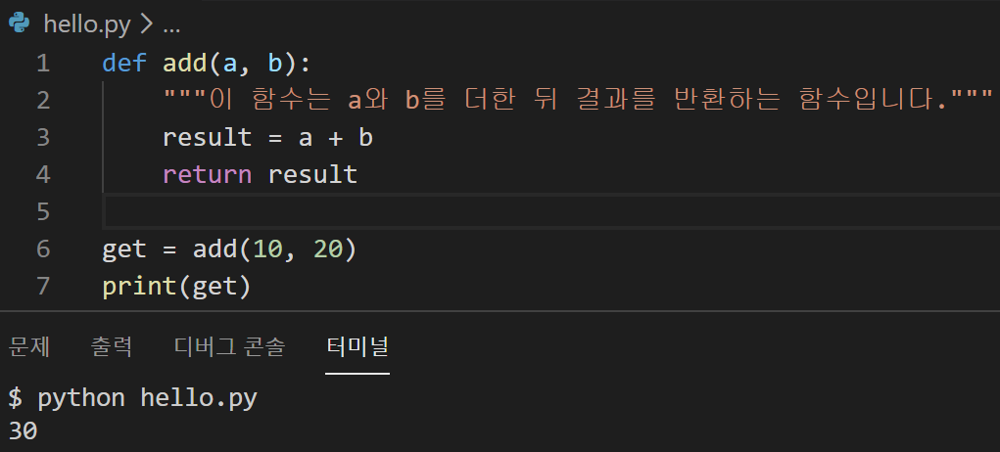 hello.py > ...
1 def add(a, b):
2     """이 함수는 a와 b를 더한 뒤 결과를 반환하는 함수입니다."""
3     result = a + b
4     return result
5
6 get = add(10, 20)
7 print(get)
문제 출력 디버그 콘솔 터미널
$ python hello.py
30